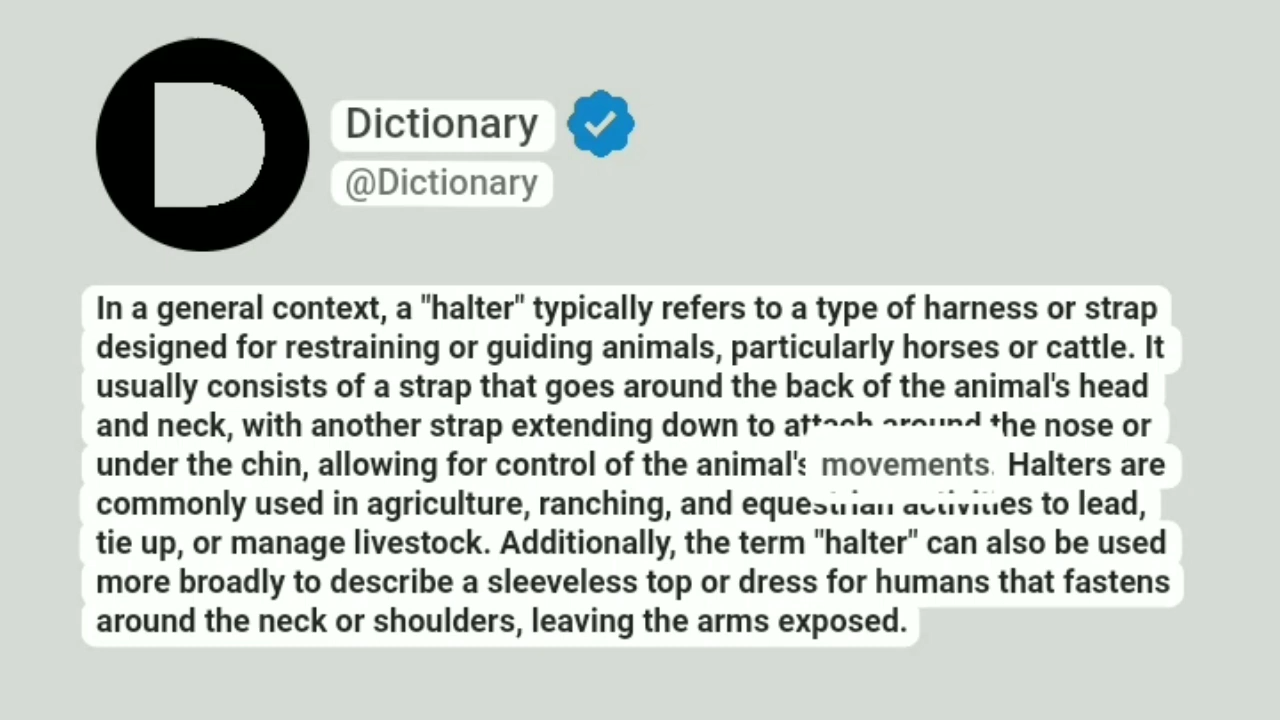 D
Dictionary
@Dictionary
In a general context, a "halter" typically refers to a type of harness or strap
designed for restraining or guiding animals, particularly horses or cattle. It
usually consists of a strap that goes around the back of the animal's head
and neck, with another strap extending down to attach around the nose or
under the chin, allowing for control of the animal's movements. Halters are
commonly used in agriculture, ranching, and equestrian activities to lead,
tie up, or manage livestock. Additionally, the term "halter" can also be used
more broadly to describe a sleeveless top or dress for humans that fastens
around the neck or shoulders, leaving the arms exposed.